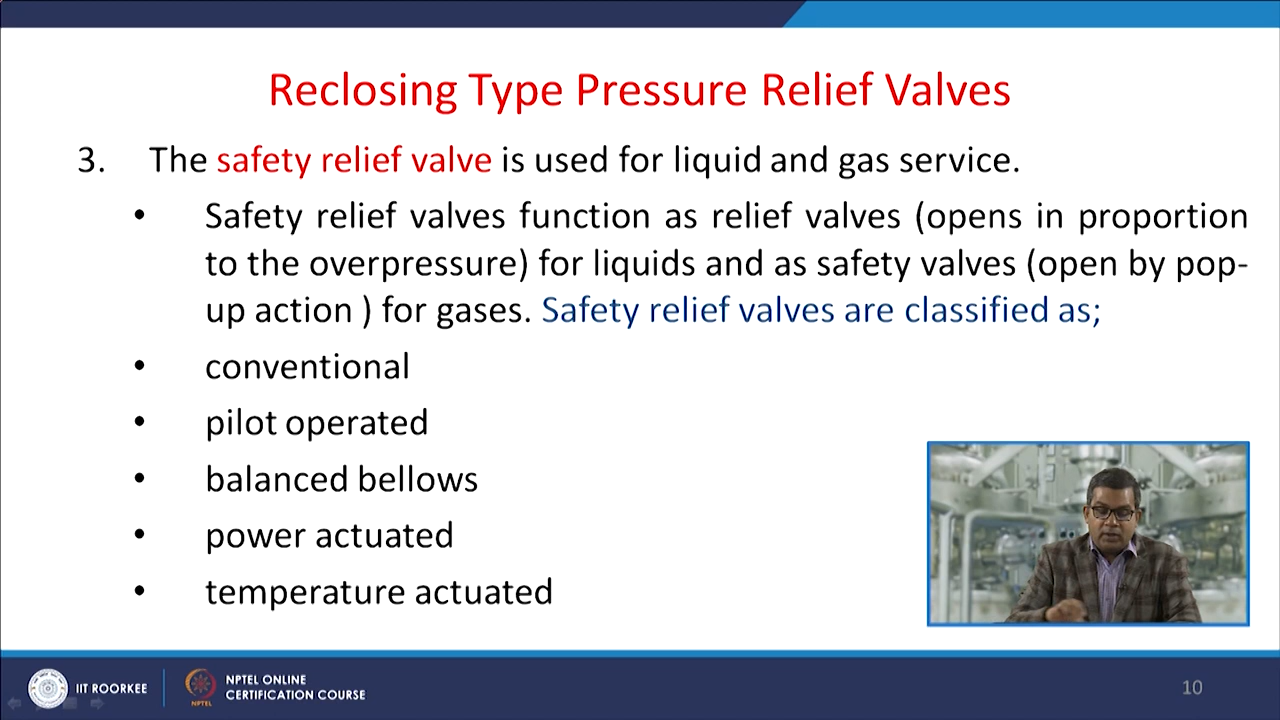 Reclosing Type Pressure Relief Valves
3. The safety relief valve is used for liquid and gas service.
• Safety relief valves function as relief valves (opens in proportion
to the overpressure) for liquids and as safety valves (open by pop-
up action ) for gases. Safety relief valves are classified as;
• conventional
• pilot operated
• balanced bellows
• power actuated
• temperature actuated
IIT ROORKEE
NPTEL
NPTEL ONLINE
CERTIFICATION COURSE
10